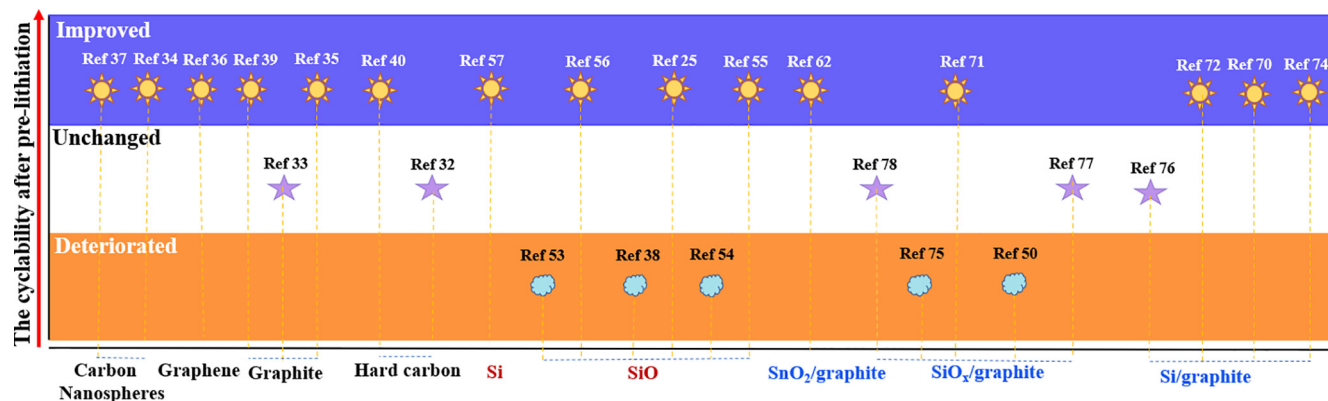 The cyclability after pre-lithiation
Improved
Ref 37 Ref 34 Ref 36 Ref 39 Ref 35 Ref 40 Ref 57 Ref 56 Ref 25 Ref 55 Ref 62 Ref 71 Ref 72 Ref 70 Ref 74
Unchanged
Ref 33 Ref 32 Ref 78 Ref 77 Ref 76
Deteriorated
Ref 53 Ref 38 Ref 54 Ref 75 Ref 50
Carbon Graphene Graphite Hard carbon Si SiO SnO₂/graphite SiOₓ/graphite Si/graphite
Nanospheres